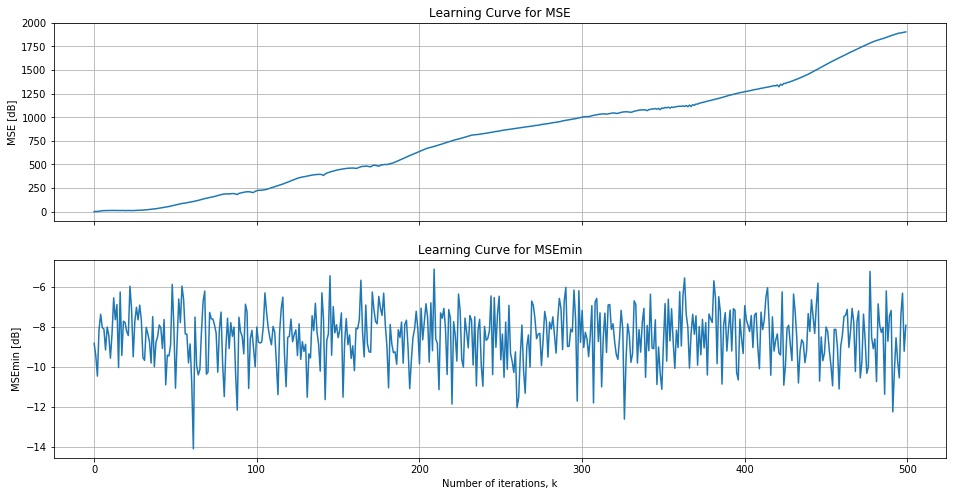 Learning Curve for MSE
2000
1750
1500
1250
1000
750
500
250
0
MSE [dB]
Learning Curve for MSEmin
−6
−8
−10
−12
−14
MSEmin [dB]
0 100 200 300 400 500
Number of iterations, k